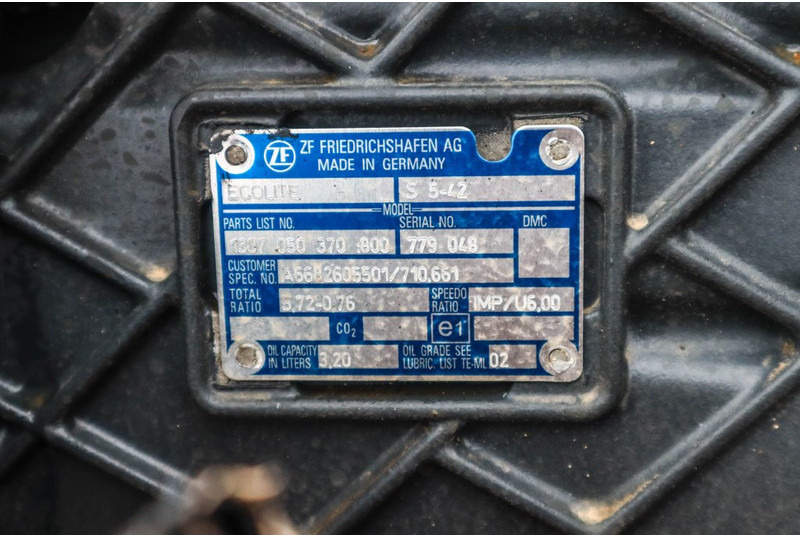 ZF ZF FRIEDRICHSHAFEN AG
MADE IN GERMANY
ECOLITE S 5-42
MODEL
PARTS LIST NO. SERIAL NO. DMC
050 370 800 779 048
CUSTOMER
SPEC. NO. A6682605501/710.661
TOTAL
RATIO 5,72-0,76
SPEEDO
RATIO IMP/U6,00
CO2 e1
OIL CAPACITY
IN LITERS 3,20
OIL GRADE SEE
LUBRIC. LIST TE-ML 02